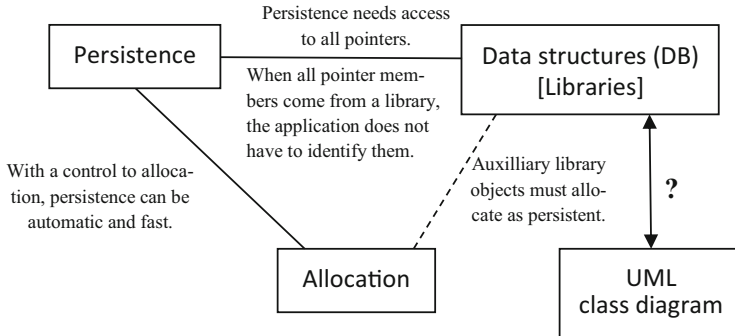 Persistence needs access
to all pointers.
Persistence
Data structures (DB)
[Libraries]
When all pointer mem-
bers come from a library,
the application does not
have to identify them.
With a control to alloca-
tion, persistence can be
automatic and fast.
Auxilliary library
objects must allo-
cate as persistent.
?
Allocation
UML
class diagram